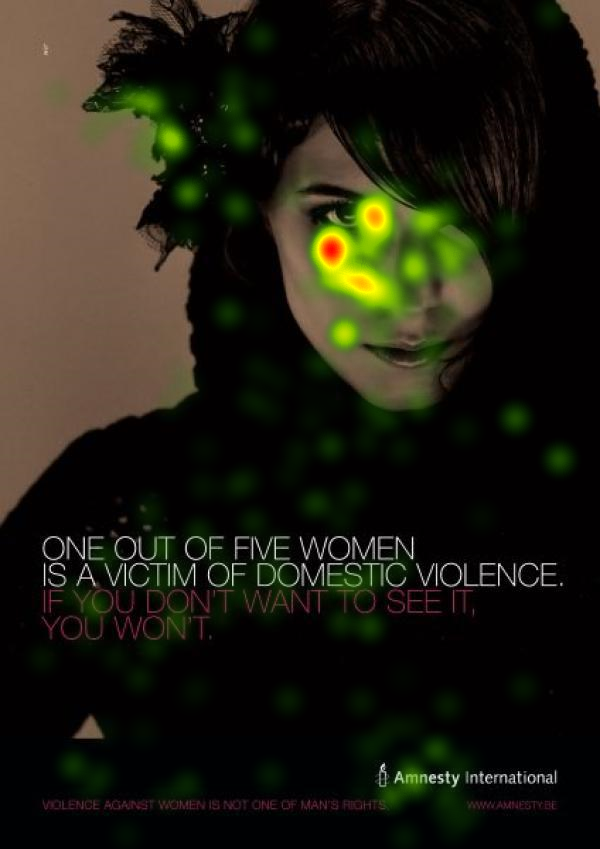 ONE OUT OF FIVE WOMEN
IS A VICTIM OF DOMESTIC VIOLENCE.
IF YOU DON'T WANT TO SEE IT,
YOU WON'T.
Amnesty International
VIOLENCE AGAINST WOMEN IS NOT ONE OF MAN'S RIGHTS.
WWW.AMNESTY.BE